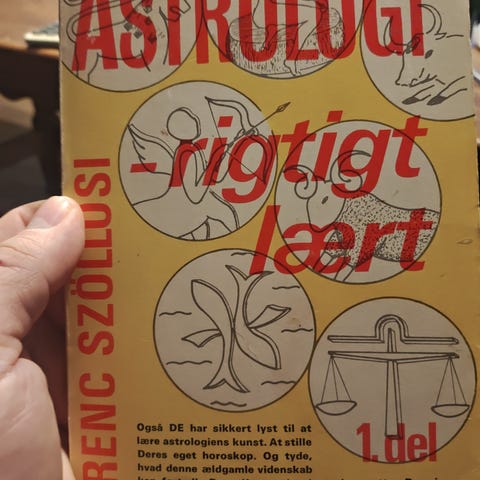 ASTROLOGI
- rigtigt
lært
RENC SZÖLLOSI
Også DE har sikkert lyst til at
lære astrologiens kunst. At stille
Deres eget horoskop. Og tyde,
hvad denne ældgamle videnskab
1. del